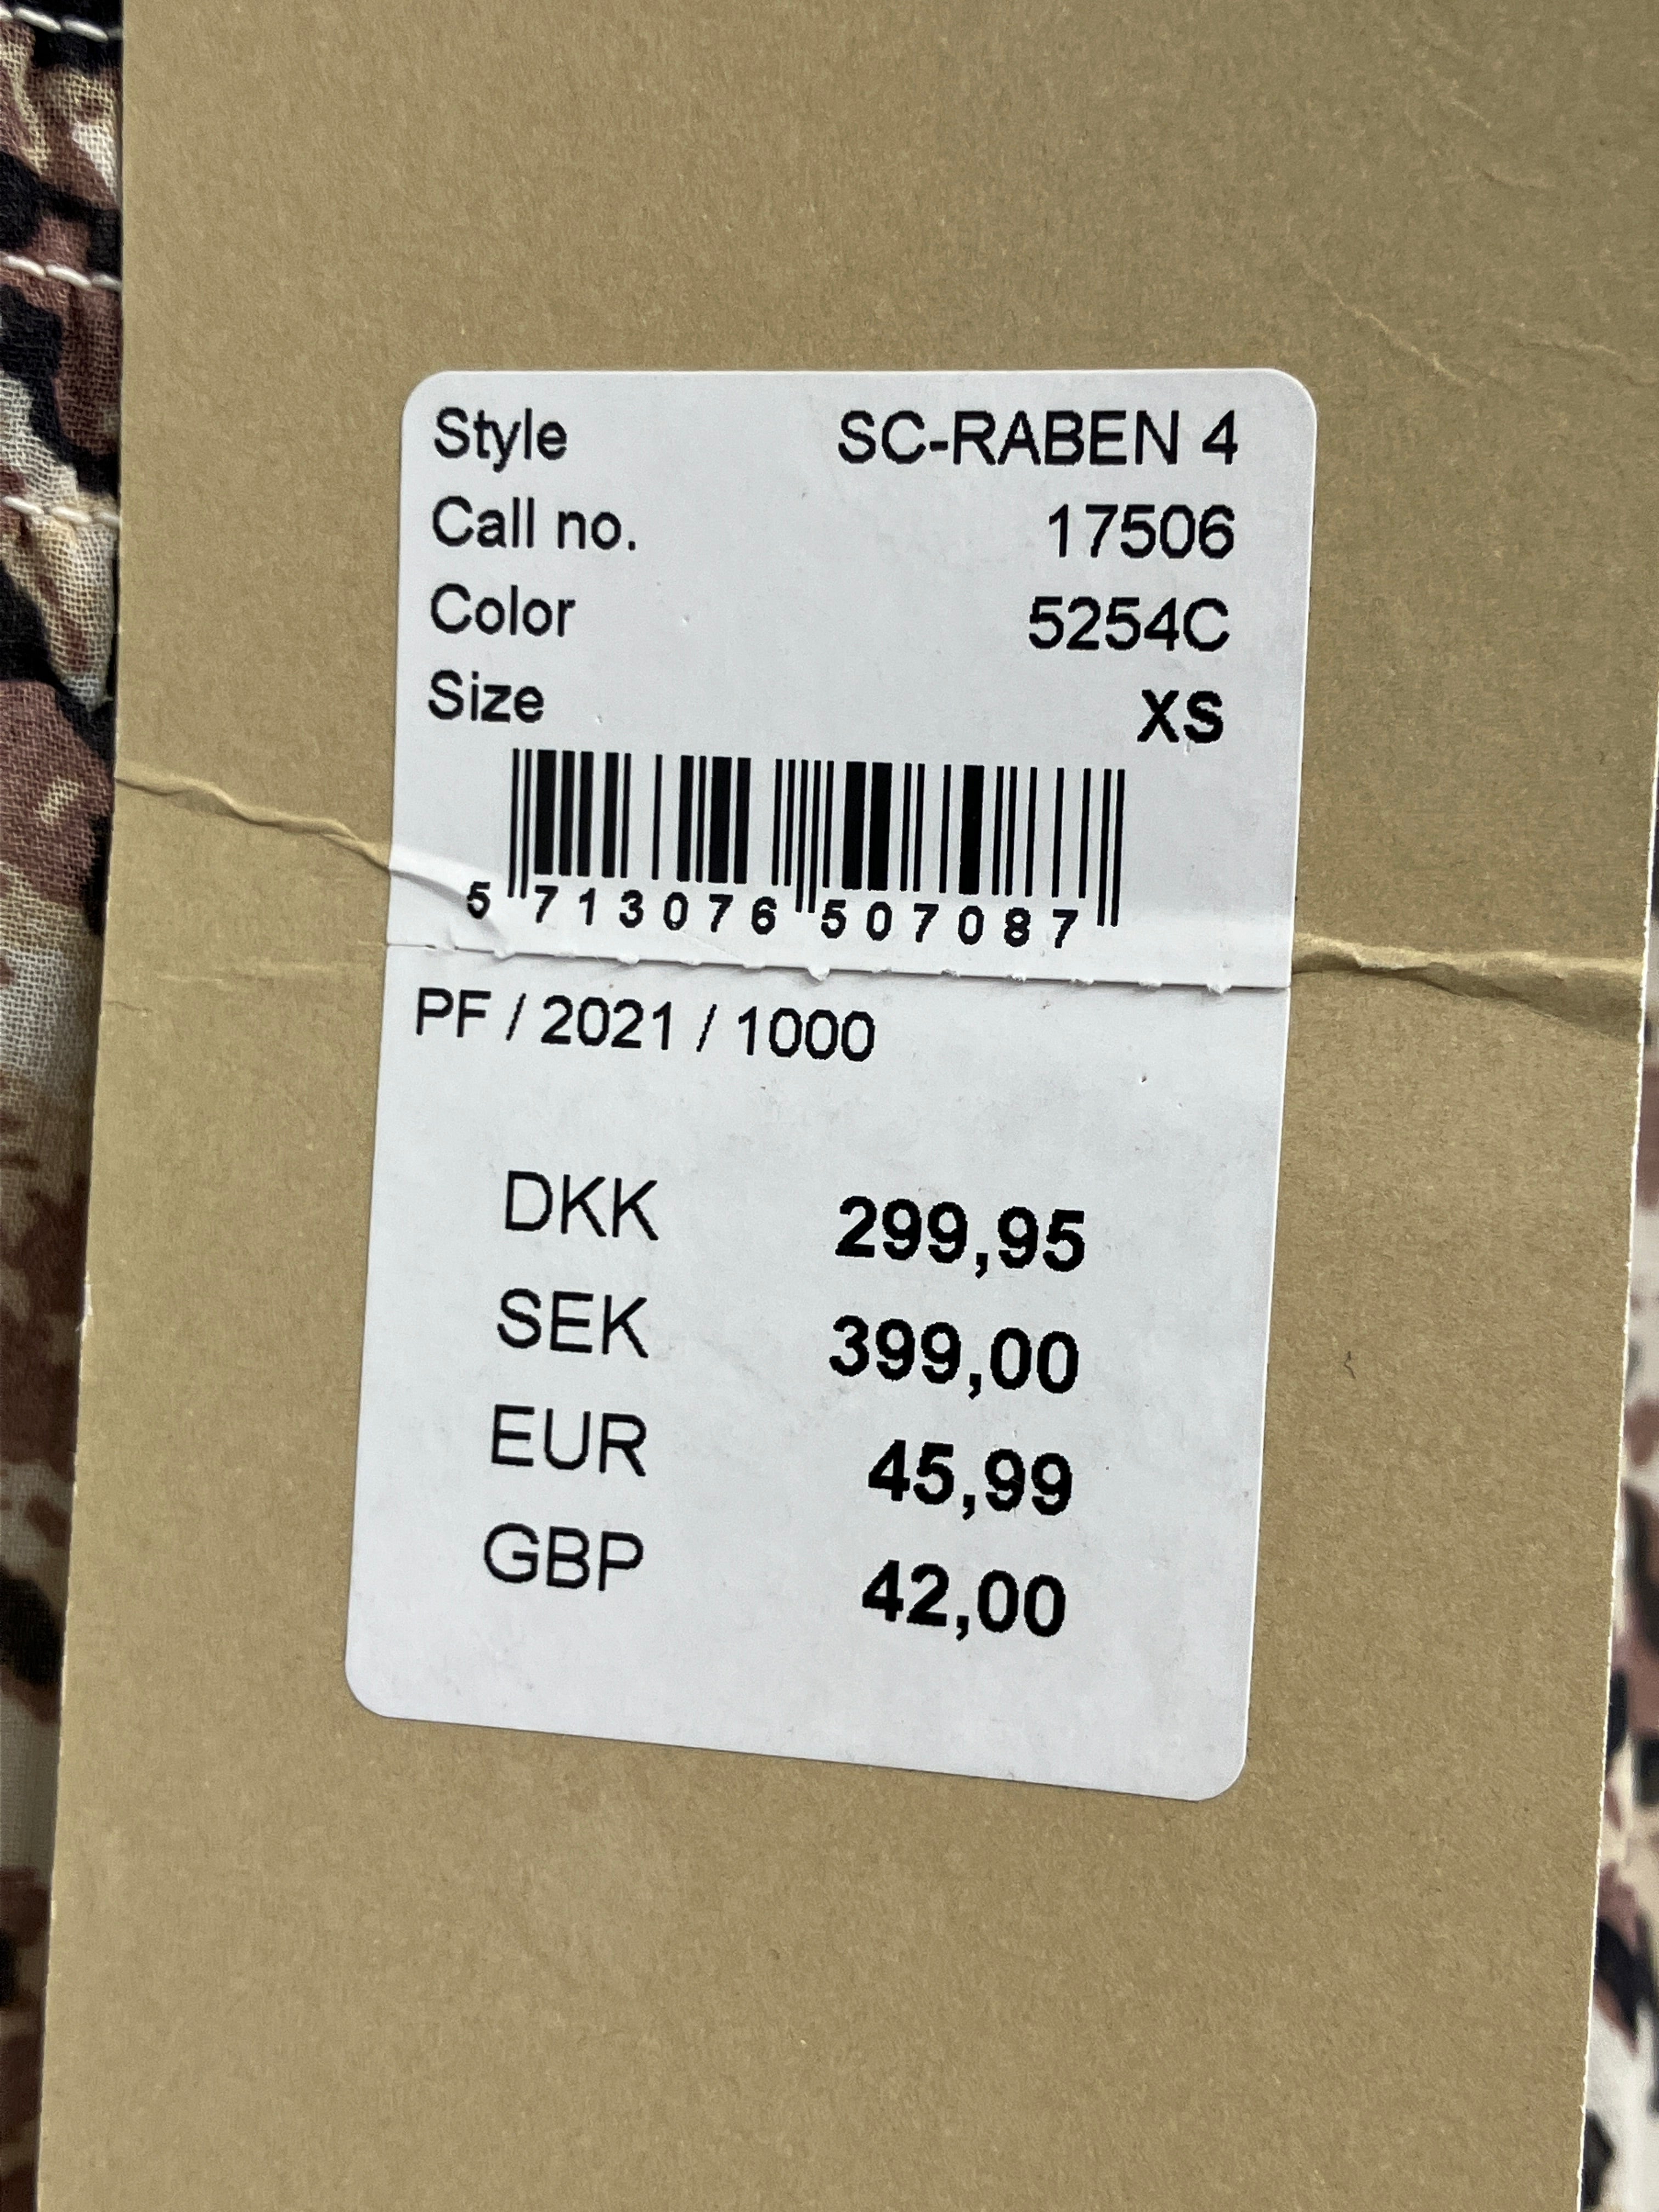 Style SC-RABEN 4
Call no. 17506
Color 5254C
Size XS
5 713076 507087
PF / 2021 / 1000
DKK 299,95
SEK 399,00
EUR 45,99
GBP 42,00